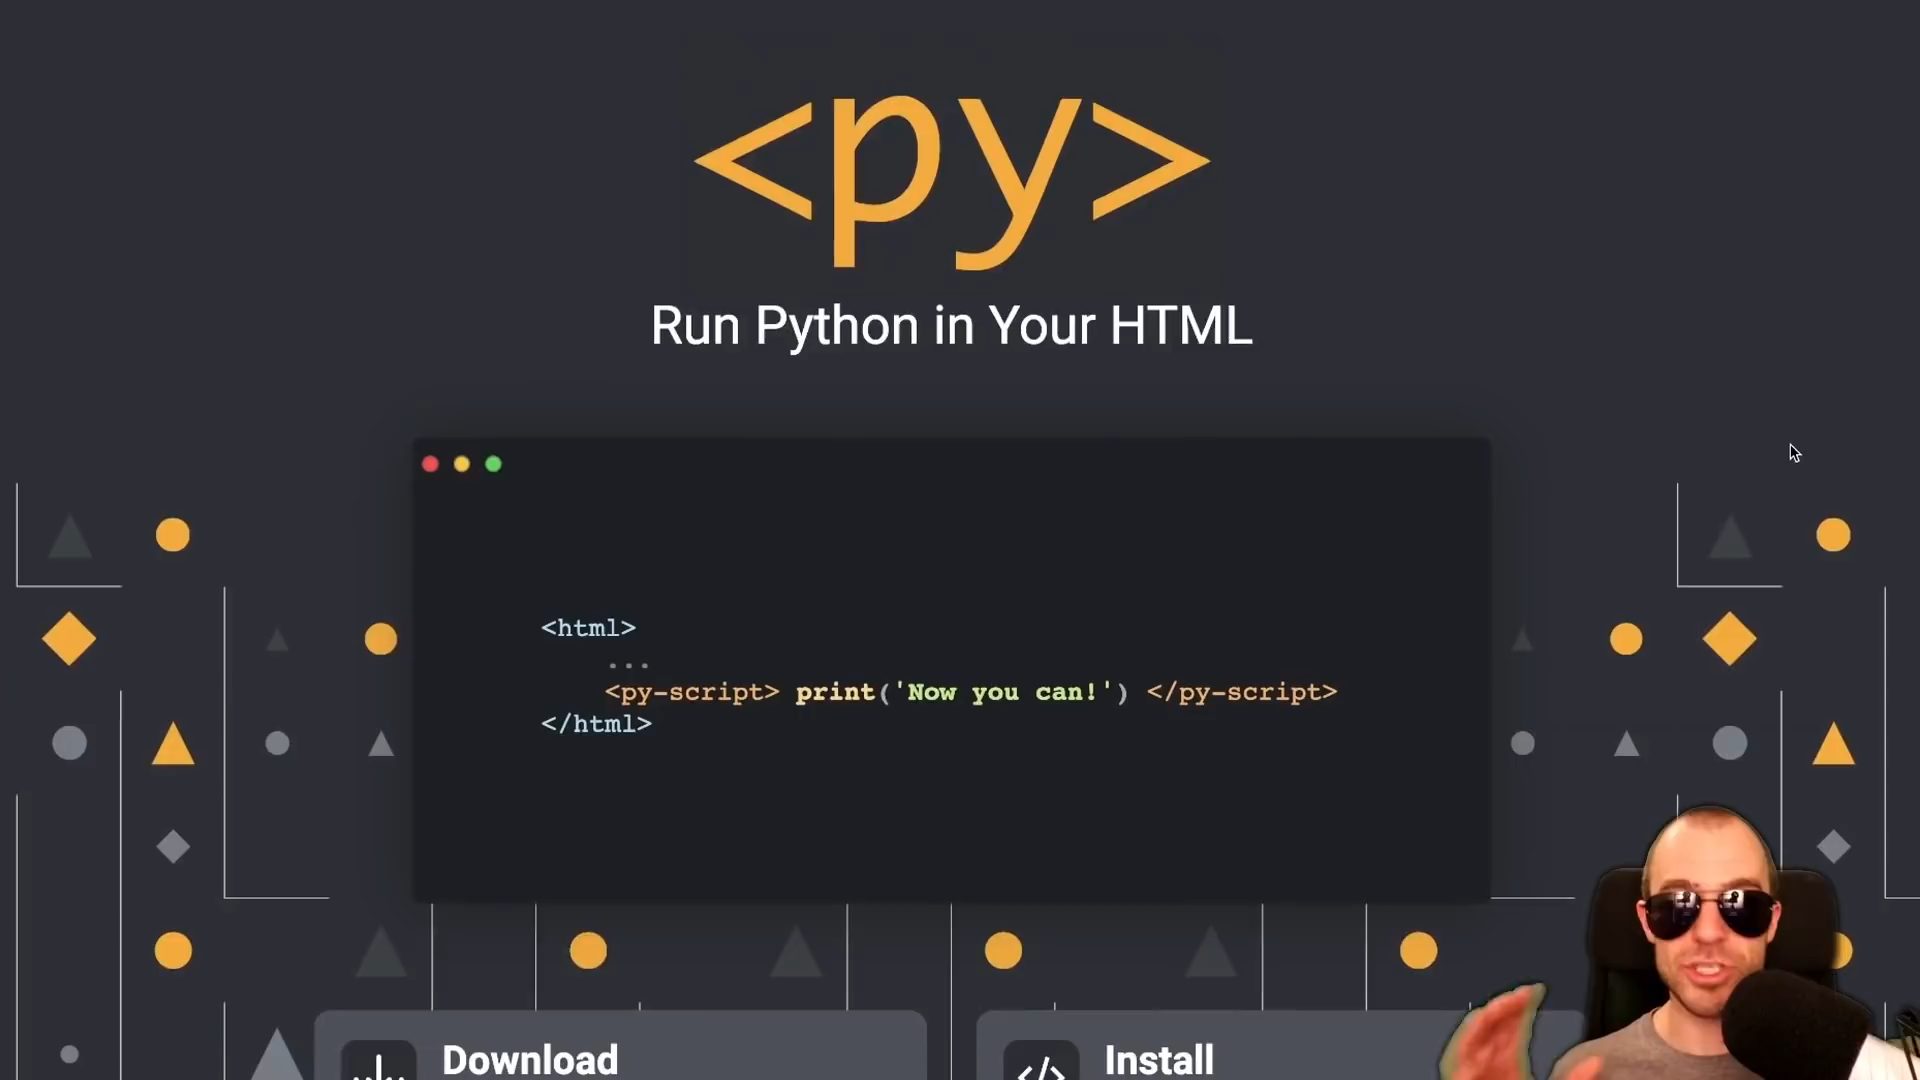 <py>
Run Python in Your HTML
<html>
...
<py-script> print('Now you can!') </py-script>
</html>
Download
Install